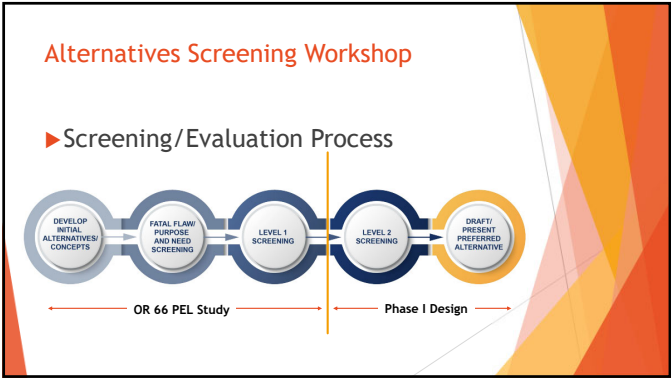 Alternatives Screening Workshop
Screening/Evaluation Process
DEVELOP
INITIAL
ALTERNATIVES/
CONCEPTS
FATAL FLAW/
PURPOSE
AND NEED
SCREENING
LEVEL 1
SCREENING
LEVEL 2
SCREENING
DRAFT/
PRESENT
PREFERRED
ALTERNATIVE
OR 66 PEL Study
Phase I Design